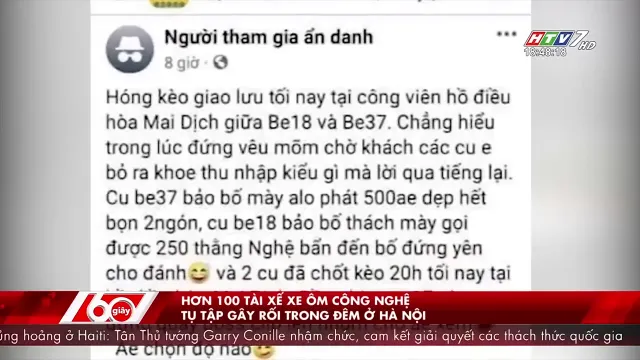 Người tham gia ẩn danh
8 giờ
HTV7 HD
18:48:18
Hóng kèo giao lưu tối nay tại công viên hồ điều
hòa Mai Dịch giữa Be18 và Be37. Chẳng hiểu
trong lúc đứng vêu mõm chờ khách các cu e
bỏ ra khoe thu nhập kiểu gì mà lời qua tiếng lại.
Cu be37 bảo bố mày alo phát 500ae dẹp hết
bọn 2ngón, cu be18 bảo bố thách mày gọi
được 250 thằng Nghệ bẩn đến bố đứng yên
cho đánh😅 và 2 cu đã chốt kèo 20h tối nay tại
60 giây
HƠN 100 TÀI XẾ XE ÔM CÔNG NGHỆ
TỤ TẬP GÂY RỐI TRONG ĐÊM Ở HÀ NỘI
hoảng ở Haiti: Tân Thủ tướng Garry Conille nhậm chức, cam kết giải quyết các thách thức quốc gia
Ae chọn độ nào😅